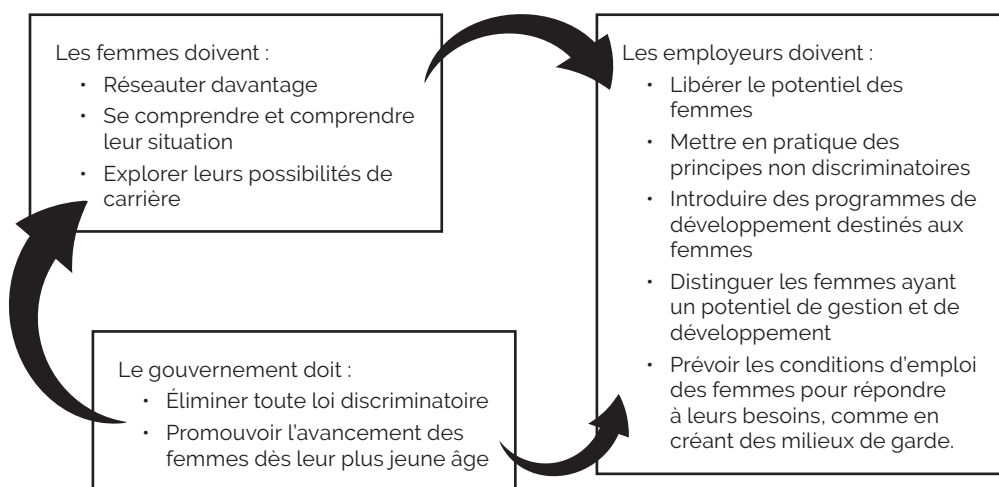 Les femmes doivent :
• Réseauter davantage
• Se comprendre et comprendre
leur situation
• Explorer leurs possibilités de
carrière
Les employeurs doivent :
• Libérer le potentiel des
femmes
• Mettre en pratique des
principes non discriminatoires
• Introduire des programmes de
développement destinés aux
femmes
• Distinguer les femmes ayant
un potentiel de gestion et de
développement
• Prévoir les conditions d’emploi
des femmes pour répondre
à leurs besoins, comme en
créant des milieux de garde.
Le gouvernement doit :
• Éliminer toute loi discriminatoire
• Promouvoir l’avancement des
femmes dès leur plus jeune âge